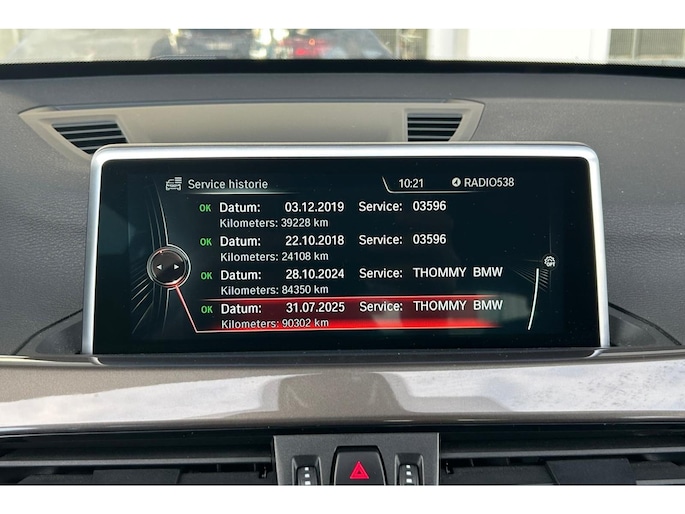 Service historie 10:21 RADIO538
OK Datum: 03.12.2019 Service: 03596
Kilometers: 39228 km
OK Datum: 22.10.2018 Service: 03596
Kilometers: 24108 km
OK Datum: 28.10.2024 Service: THOMMY BMW
Kilometers: 84350 km
OK Datum: 31.07.2025 Service: THOMMY BMW
Kilometers: 90302 km